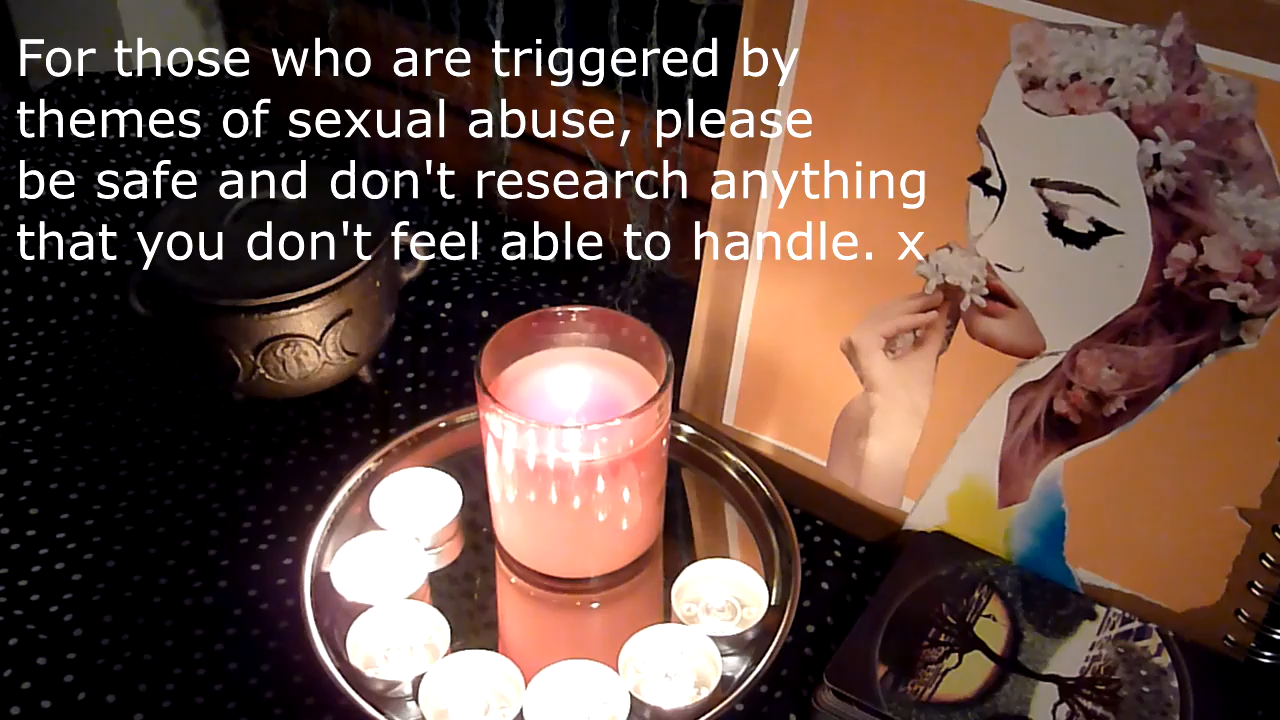 For those who are triggered by
themes of sexual abuse, please
be safe and don't research anything
that you don't feel able to handle. x